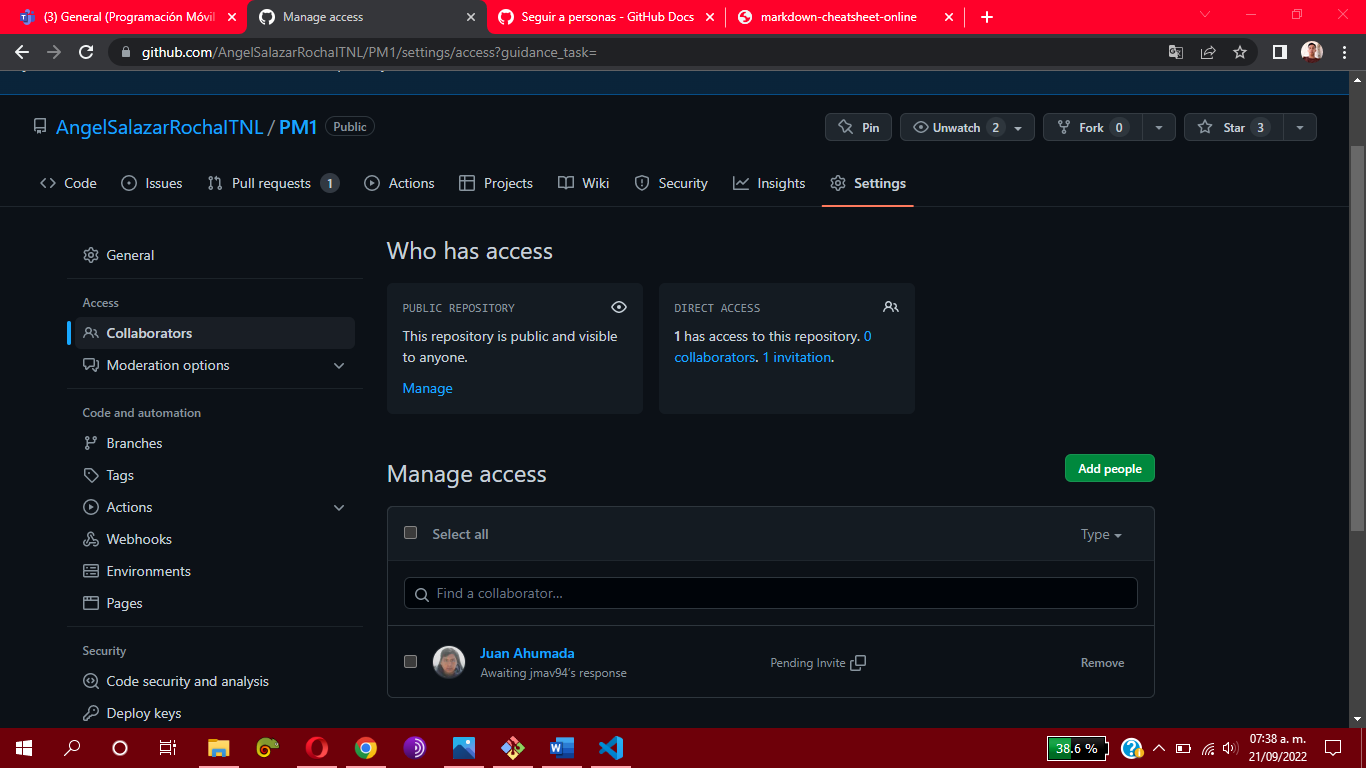 (3) General (Programación Móvil
Manage access
Seguir a personas - GitHub Docs
markdown-cheatsheet-online
github.com/AngelSalazarRochaITNL/PM1/settings/access?guidance_task=
AngelSalazarRochaITNL / PM1 Public
Pin
Unwatch 2
Fork 0
Star 3
Code
Issues
Pull requests 1
Actions
Projects
Wiki
Security
Insights
Settings
General
Access
Collaborators
Moderation options
Code and automation
Branches
Tags
Actions
Webhooks
Environments
Pages
Security
Code security and analysis
Deploy keys
Who has access
PUBLIC REPOSITORY
This repository is public and visible
to anyone.
Manage
DIRECT ACCESS
1 has access to this repository. 0
collaborators. 1 invitation.
Manage access
Add people
Select all
Type
Find a collaborator...
Juan Ahumada
Awaiting jmav94's response
Pending Invite
Remove
38.6 %
07:38 a. m.
21/09/2022